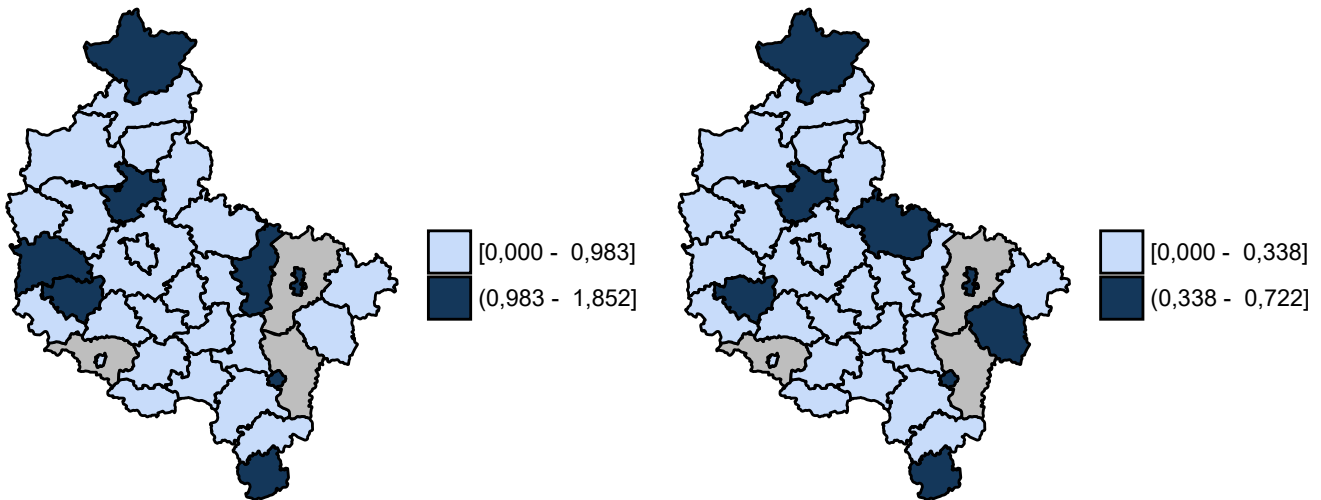 [0,000 -  0,983]
(0,983 -  1,852]
[0,000 -  0,338]
(0,338 -  0,722]